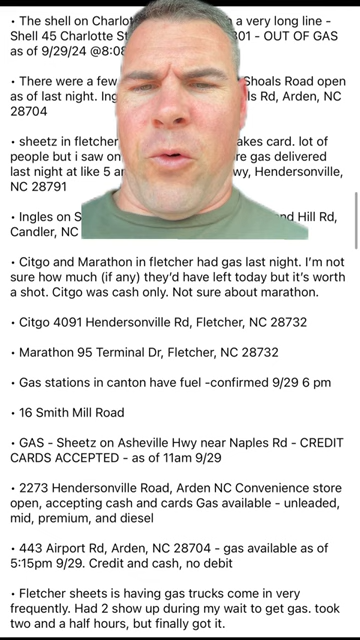 • The shell on Charlot a very long line -
Shell 45 Charlotte St 801 - OUT OF GAS
as of 9/29/24 @8:08
• There were a few Shoals Road open
as of last night. Ing ls Rd, Arden, NC
28704
• sheetz in fletcher akes card. lot of
people but i saw on re gas delivered
last night at like 5 ar wy, Hendersonville,
NC 28791
• Ingles on S nd Hill Rd,
Candler, NC
• Citgo and Marathon in fletcher had gas last night. I’m not
sure how much (if any) they’d have left today but it’s worth
a shot. Citgo was cash only. Not sure about marathon.
• Citgo 4091 Hendersonville Rd, Fletcher, NC 28732
• Marathon 95 Terminal Dr, Fletcher, NC 28732
• Gas stations in canton have fuel -confirmed 9/29 6 pm
• 16 Smith Mill Road
• GAS - Sheetz on Asheville Hwy near Naples Rd - CREDIT
CARDS ACCEPTED - as of 11am 9/29
• 2273 Hendersonville Road, Arden NC Convenience store
open, accepting cash and cards Gas available - unleaded,
mid, premium, and diesel
• 443 Airport Rd, Arden, NC 28704 - gas available as of
5:15pm 9/29. Credit and cash, no debit
• Fletcher sheets is having gas trucks come in very
frequently. Had 2 show up during my wait to get gas. took
two and a half hours, but finally got it.